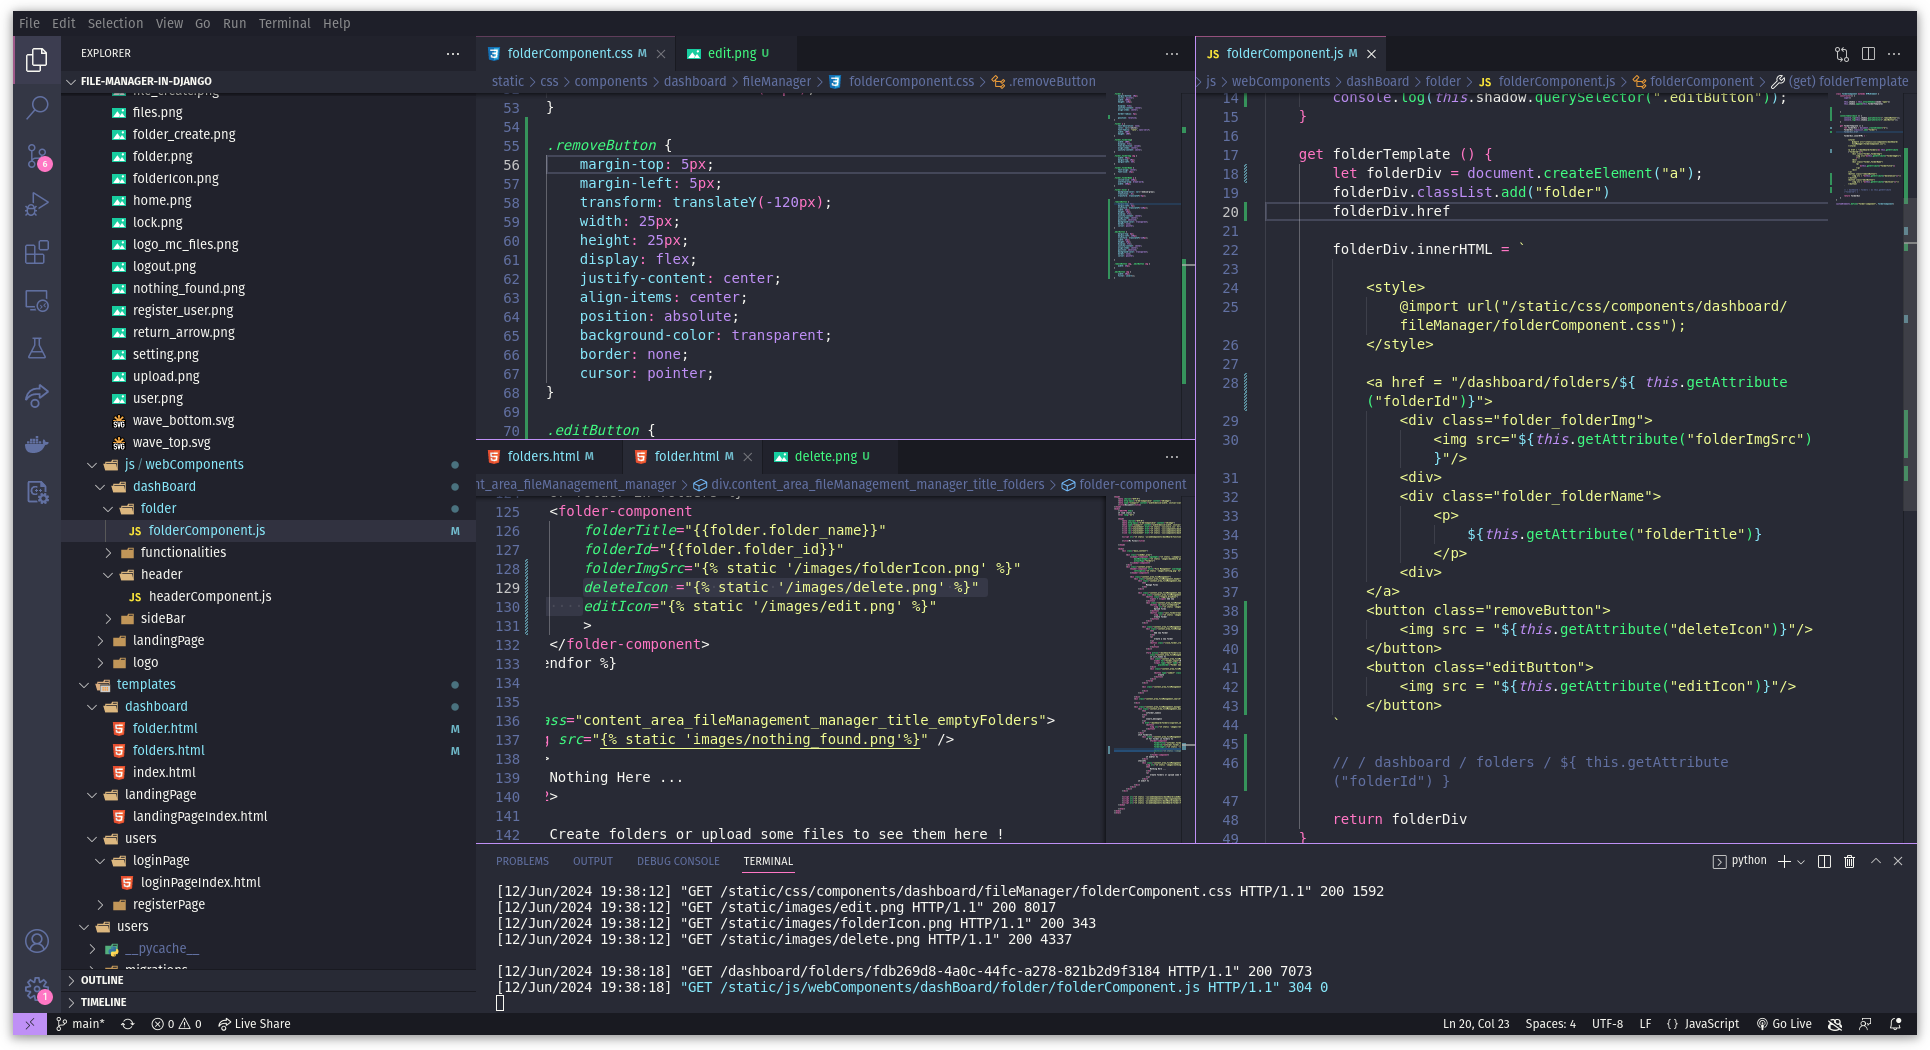 File Edit Selection View Go Run Terminal Help
EXPLORER
FILE-MANAGER-IN-DJANGO
file_create.png
files.png
folder_create.png
folder.png
folderIcon.png
home.png
lock.png
logo_mc_files.png
logout.png
nothing_found.png
register_user.png
return_arrow.png
setting.png
upload.png
user.png
wave_bottom.svg
wave_top.svg
js / webComponents
dashBoard
folder
JS folderComponent.js M
functionalities
header
JS headerComponent.js
sideBar
landingPage
logo
templates
dashboard
folder.html M
folders.html M
index.html
landingPage
landingPageIndex.html
users
loginPage
loginPageIndex.html
registerPage
users
__pycache__
migrations
OUTLINE
TIMELINE
6
1
folderComponent.css M edit.png U
static > css > components > dashboard > fileManager > folderComponent.css > .removeButton
53 }
54
55 .removeButton {
56 margin-top: 5px;
57 margin-left: 5px;
58 transform: translateY(-120px);
59 width: 25px;
60 height: 25px;
61 display: flex;
62 justify-content: center;
63 align-items: center;
64 position: absolute;
65 background-color: transparent;
66 border: none;
67 cursor: pointer;
68 }
69
70 .editButton {
folders.html M folder.html M delete.png U
nt_area_fileManagement_manager > div.content_area_fileManagement_manager_title_folders > folder-component
125 <folder-component
126 folderTitle="{{folder.folder_name}}"
127 folderId="{{folder.folder_id}}"
128 folderImgSrc="{% static '/images/folderIcon.png' %}"
129 deleteIcon ="{% static '/images/delete.png' %}"
130 editIcon="{% static '/images/edit.png' %}"
131 >
132 </folder-component>
133 endfor %}
134
135
136 ass="content_area_fileManagement_manager_title_emptyFolders">
137 src="{% static 'images/nothing_found.png'%}" />
138 >
139 Nothing Here ...
140 >
141
142 Create folders or upload some files to see them here !
JS folderComponent.js M
> js > webComponents > dashBoard > folder > JS folderComponent.js > folderComponent > (get) folderTemplate
14 console.log(this.shadow.querySelector(".editButton"));
15 }
16
17 get folderTemplate () {
18 let folderDiv = document.createElement("a");
19 folderDiv.classList.add("folder")
20 folderDiv.href
21
22 folderDiv.innerHTML = `
23
24 <style>
25 @import url("/static/css/components/dashboard/
fileManager/folderComponent.css");
26 </style>
27
28 <a href = "/dashboard/folders/${ this.getAttribute
("folderId")}">
29 <div class="folder_folderImg">
30 <img src="${this.getAttribute("folderImgSrc")
}"/>
31 <div>
32 <div class="folder_folderName">
33 <p>
34 ${this.getAttribute("folderTitle")}
35 </p>
36 <div>
37 </a>
38 <button class="removeButton">
39 <img src = "${this.getAttribute("deleteIcon")}"/>
40 </button>
41 <button class="editButton">
42 <img src = "${this.getAttribute("editIcon")}"/>
43 </button>
44 `
45
46 // / dashboard / folders / ${ this.getAttribute
("folderId") }
47
48 return folderDiv
49 }
PROBLEMS OUTPUT DEBUG CONSOLE TERMINAL python
[12/Jun/2024 19:38:12] "GET /static/css/components/dashboard/fileManager/folderComponent.css HTTP/1.1" 200 1592
[12/Jun/2024 19:38:12] "GET /static/images/edit.png HTTP/1.1" 200 8017
[12/Jun/2024 19:38:12] "GET /static/images/folderIcon.png HTTP/1.1" 200 343
[12/Jun/2024 19:38:12] "GET /static/images/delete.png HTTP/1.1" 200 4337
[12/Jun/2024 19:38:18] "GET /dashboard/folders/fdb269d8-4a0c-44fc-a278-821b2d9f3184 HTTP/1.1" 200 7073
[12/Jun/2024 19:38:18] "GET /static/js/webComponents/dashBoard/folder/folderComponent.js HTTP/1.1" 304 0
main* 0 0 Live Share Ln 20, Col 23 Spaces: 4 UTF-8 LF {} JavaScript Go Live